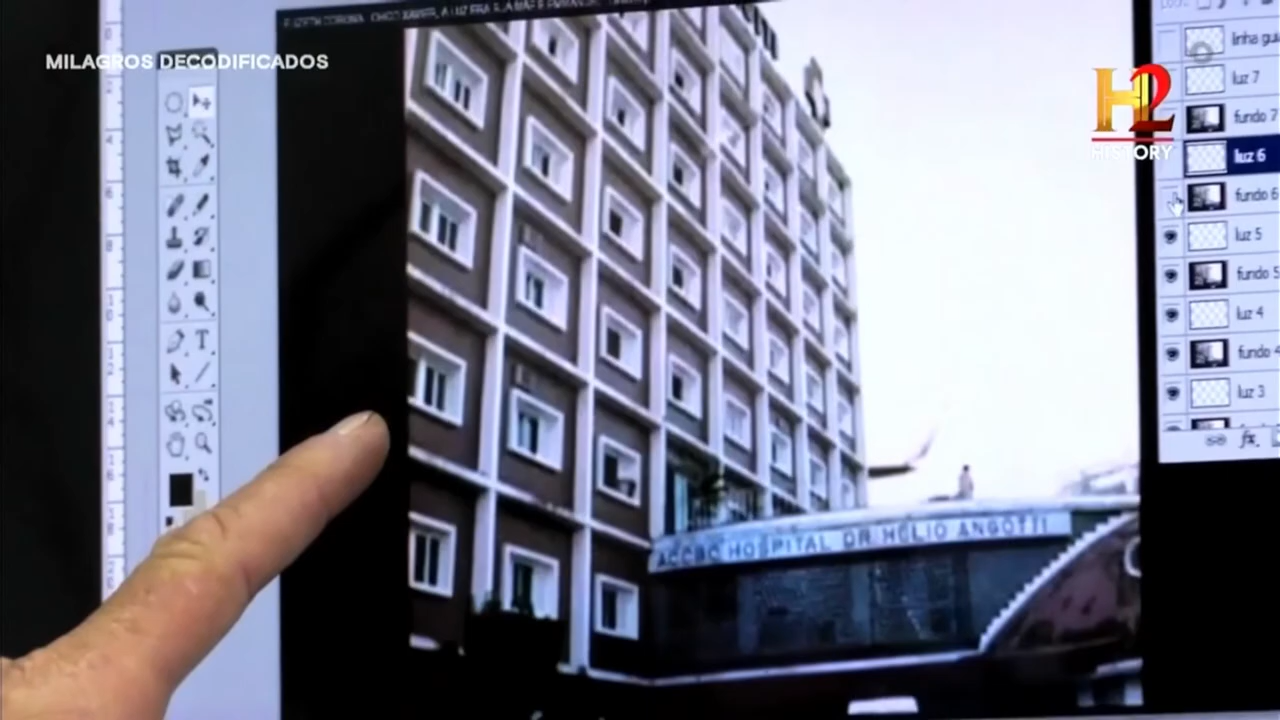 MILAGROS DECODIFICADOS
H2
HISTORY
linha gui
luz 7
fundo 7
luz 6
fundo 6
luz 5
fundo 5
luz 4
fundo 4
luz 3
fx
T
ACCBC HOSPITAL DR HÉLIO ANGOTTI